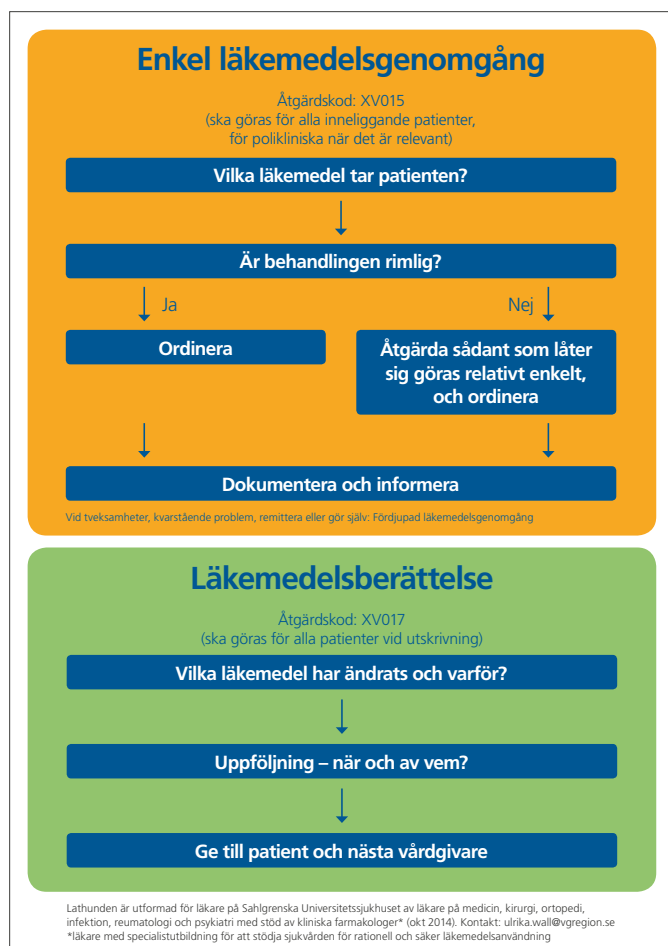 Enkel läkemedelsgenomgång
Åtgärdskod: XV015
(ska göras för alla inneliggande patienter,
för polikliniska när det är relevant)
Vilka läkemedel tar patienten?
Är behandlingen rimlig?
Ja
Nej
Ordinera
Åtgärda sådant som låter
sig göras relativt enkelt,
och ordinera
Dokumentera och informera
Vid tveksamheter, kvarstående problem, remittera eller gör själv: Fördjupad läkemedelsgenomgång
Läkemedelsberättelse
Åtgärdskod: XV017
(ska göras för alla patienter vid utskrivning)
Vilka läkemedel har ändrats och varför?
Uppföljning – när och av vem?
Ge till patient och nästa vårdgivare
Lathunden är utformad för läkare på Sahlgrenska Universitetssjukhuset av läkare på medicin, kirurgi, ortopedi,
infektion, reumatologi och psykiatri med stöd av kliniska farmakologer* (okt 2014). Kontakt: ulrika.wall@vgregion.se
*läkare med specialistutbildning för att stödja sjukvården för rationell och säker läkemedelsanvändning